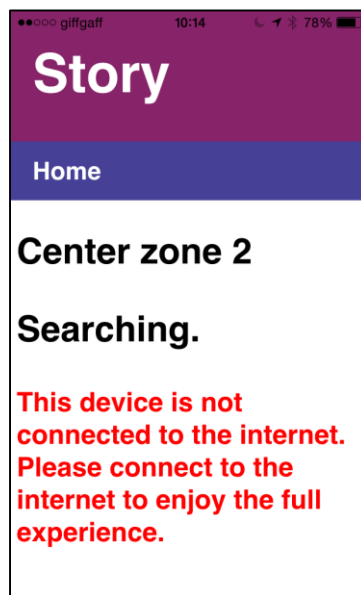 giffgaff 10:14 78%
Story
Home
Center zone 2
Searching.
This device is not
connected to the internet.
Please connect to the
internet to enjoy the full
experience.